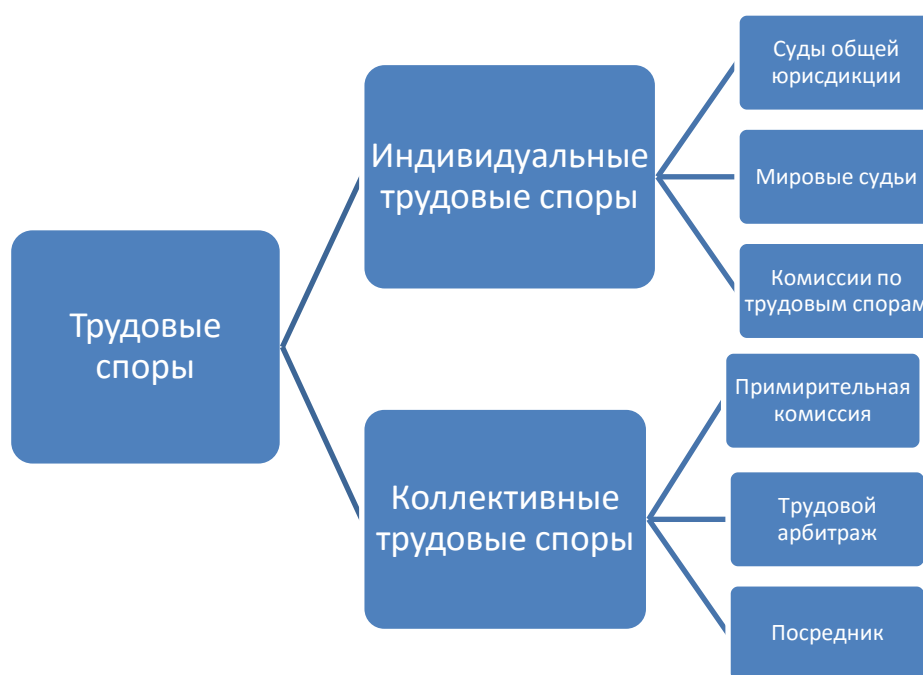 Трудовые
споры
Индивидуальные
трудовые споры
Суды общей
юрисдикции
Мировые судьи
Комиссии по
трудовым спорам
Коллективные
трудовые споры
Примирительная
комиссия
Трудовой
арбитраж
Посредник